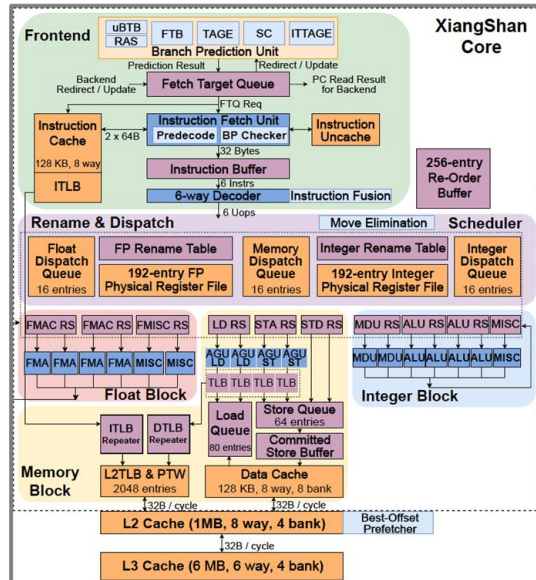 Frontend
XiangShan
Core
uBTB
RAS
FTB
TAGE
SC
ITTAGE
Branch Prediction Unit
Prediction Result
Redirect / Update
Backend
Redirect / Update
Fetch Target Queue
PC Read Result
for Backend
FTQ Req
Instruction
Cache
128 KB, 8 way
ITLB
2 x 64B
Instruction Fetch Unit
Predecode
BP Checker
Instruction
Uncache
32 Bytes
Instruction Buffer
6 Instrs
6-way Decoder
Instruction Fusion
6 Uops
256-entry
Re-Order
Buffer
Rename & Dispatch
Move Elimination
Scheduler
Float
Dispatch
Queue
16 entries
FP Rename Table
192-entry FP
Physical Register File
Memory
Dispatch
Queue
16 entries
Integer Rename Table
192-entry Integer
Physical Register File
Integer
Dispatch
Queue
16 entries
FMAC RS
FMAC RS
FMISC RS
FMA
FMA
FMA
FMA
MISC
MISC
Float Block
LD RS
STA RS
STD RS
AGU
LD
AGU
LD
AGU
ST
AGU
ST
TLB
TLB
TLB
TLB
MDU RS
ALU RS
ALU RS
MISC
MDU
MDU
ALU
ALU
ALU
ALU
MISC
Integer Block
ITLB
Repeater
DTLB
Repeater
Load
Queue
80 entries
Store Queue
64 entries
Committed
Store Buffer
Memory
Block
L2TLB & PTW
2048 entries
Data Cache
128 KB, 8 way, 8 bank
32B / cycle
32B / cycle
L2 Cache (1MB, 8 way, 4 bank)
Best-Offset
Prefetcher
32B / cycle
L3 Cache (6 MB, 6 way, 4 bank)